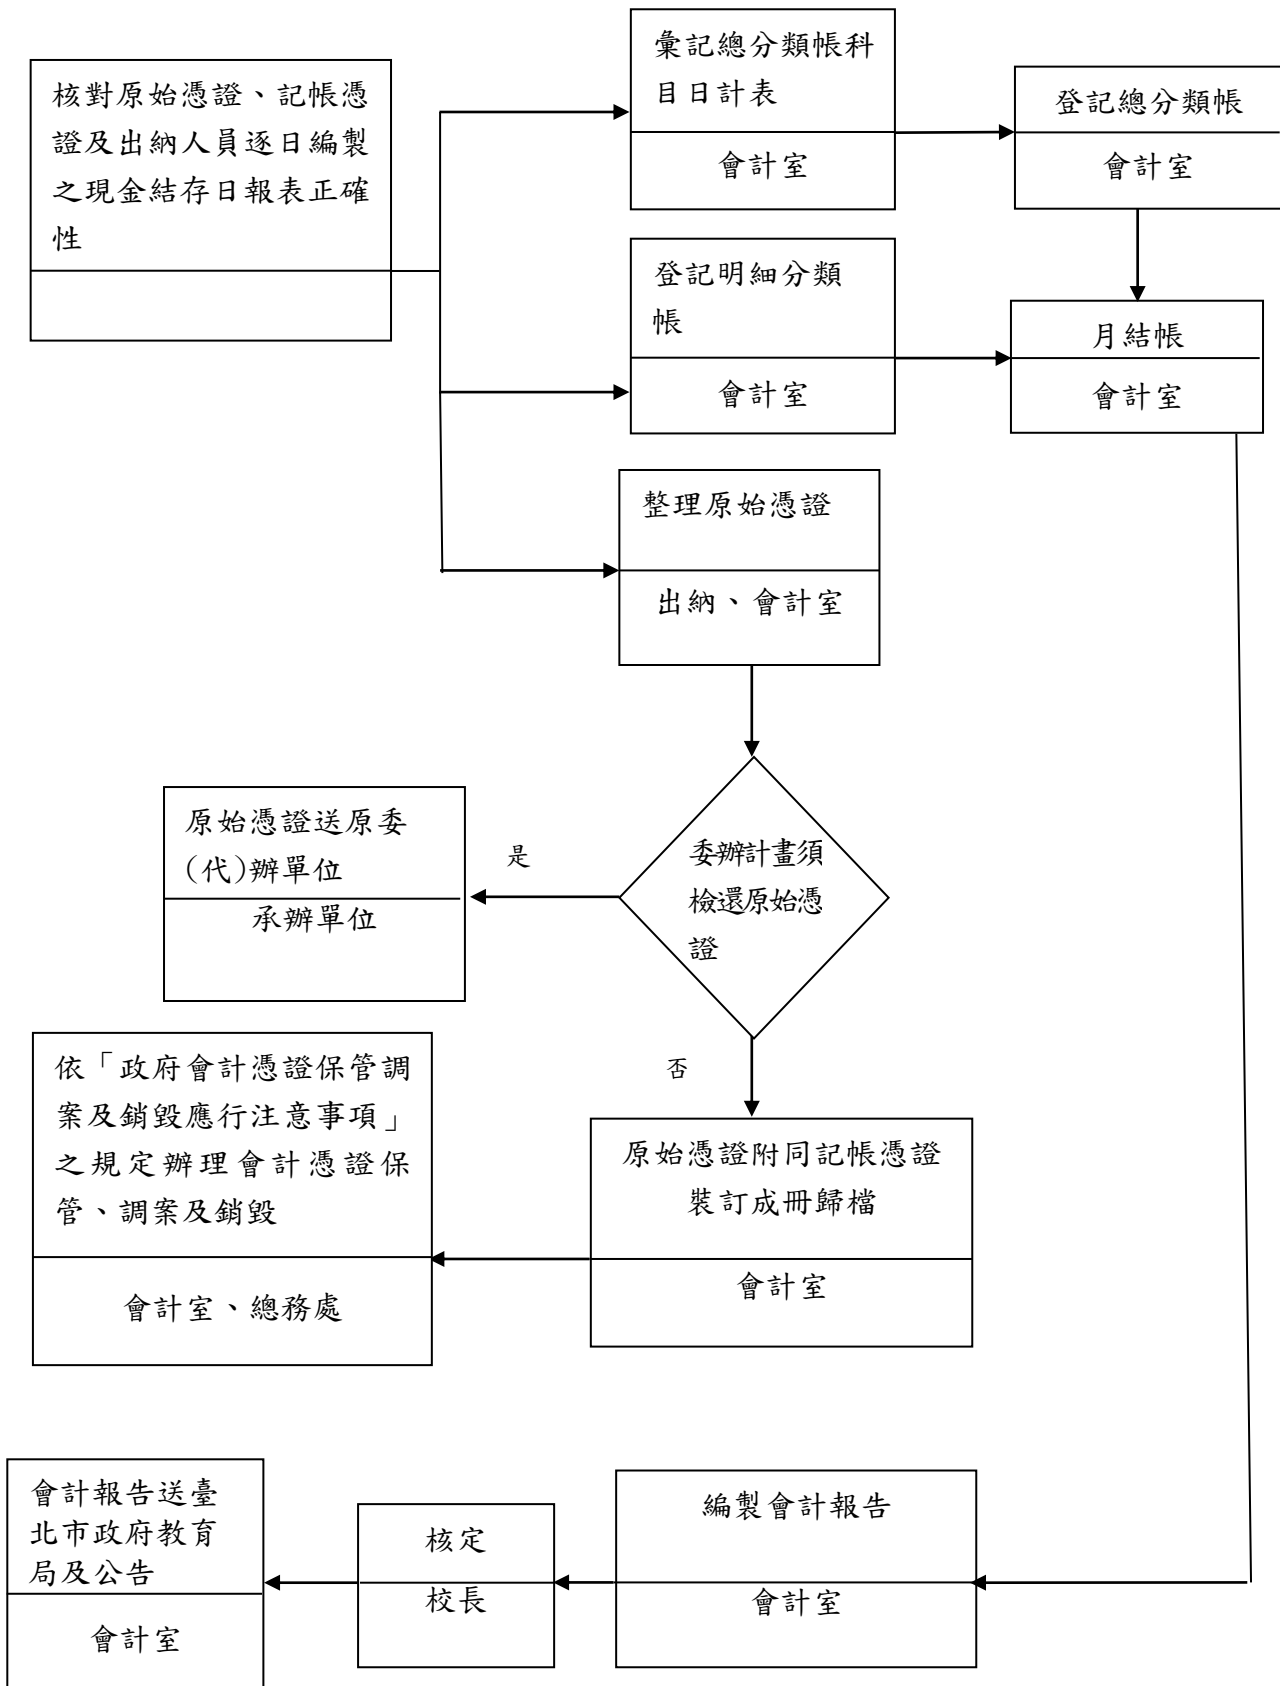 核對原始憑證、記帳憑
證及出納人員逐日編製
之現金結存日報表正確
性
彙記總分類帳科
目日計表
會計室
登記總分類帳
會計室
登記明細分類
帳
會計室
月結帳
會計室
整理原始憑證
出納、會計室
委辦計畫須
檢還原始憑
證
是
原始憑證送原委
(代)辦單位
承辦單位
否
原始憑證附同記帳憑證
裝訂成冊歸檔
會計室
依「政府會計憑證保管調
案及銷毀應行注意事項」
之規定辦理會計憑證保
管、調案及銷毀
會計室、總務處
編製會計報告
會計室
核定
校長
會計報告送臺
北市政府教育
局及公告
會計室